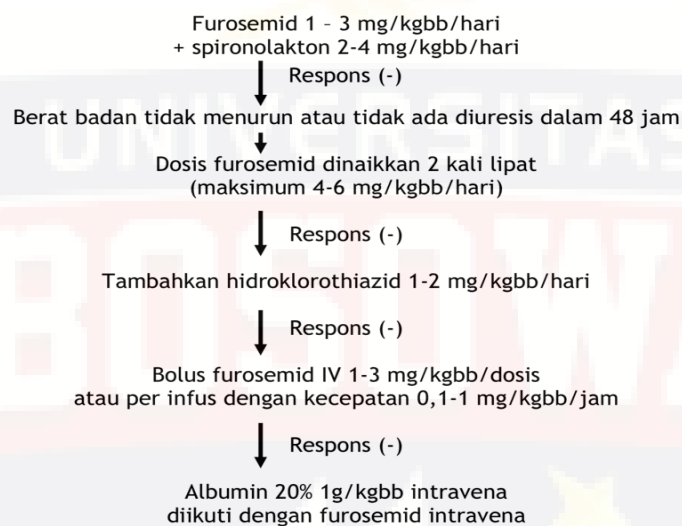 Furosemid 1 – 3 mg/kgbb/hari
+ spironolakton 2-4 mg/kgbb/hari
Respons (-)
Berat badan tidak menurun atau tidak ada diuresis dalam 48 jam
Dosis furosemid dinaikkan 2 kali lipat
(maksimum 4-6 mg/kgbb/hari)
Respons (-)
Tambahkan hidroklorothiazid 1-2 mg/kgbb/hari
Respons (-)
Bolus furosemid IV 1-3 mg/kgbb/dosis
atau per infus dengan kecepatan 0,1-1 mg/kgbb/jam
Respons (-)
Albumin 20% 1g/kgbb intravena
diikuti dengan furosemid intravena
UNIVERSITAS
BOSOW